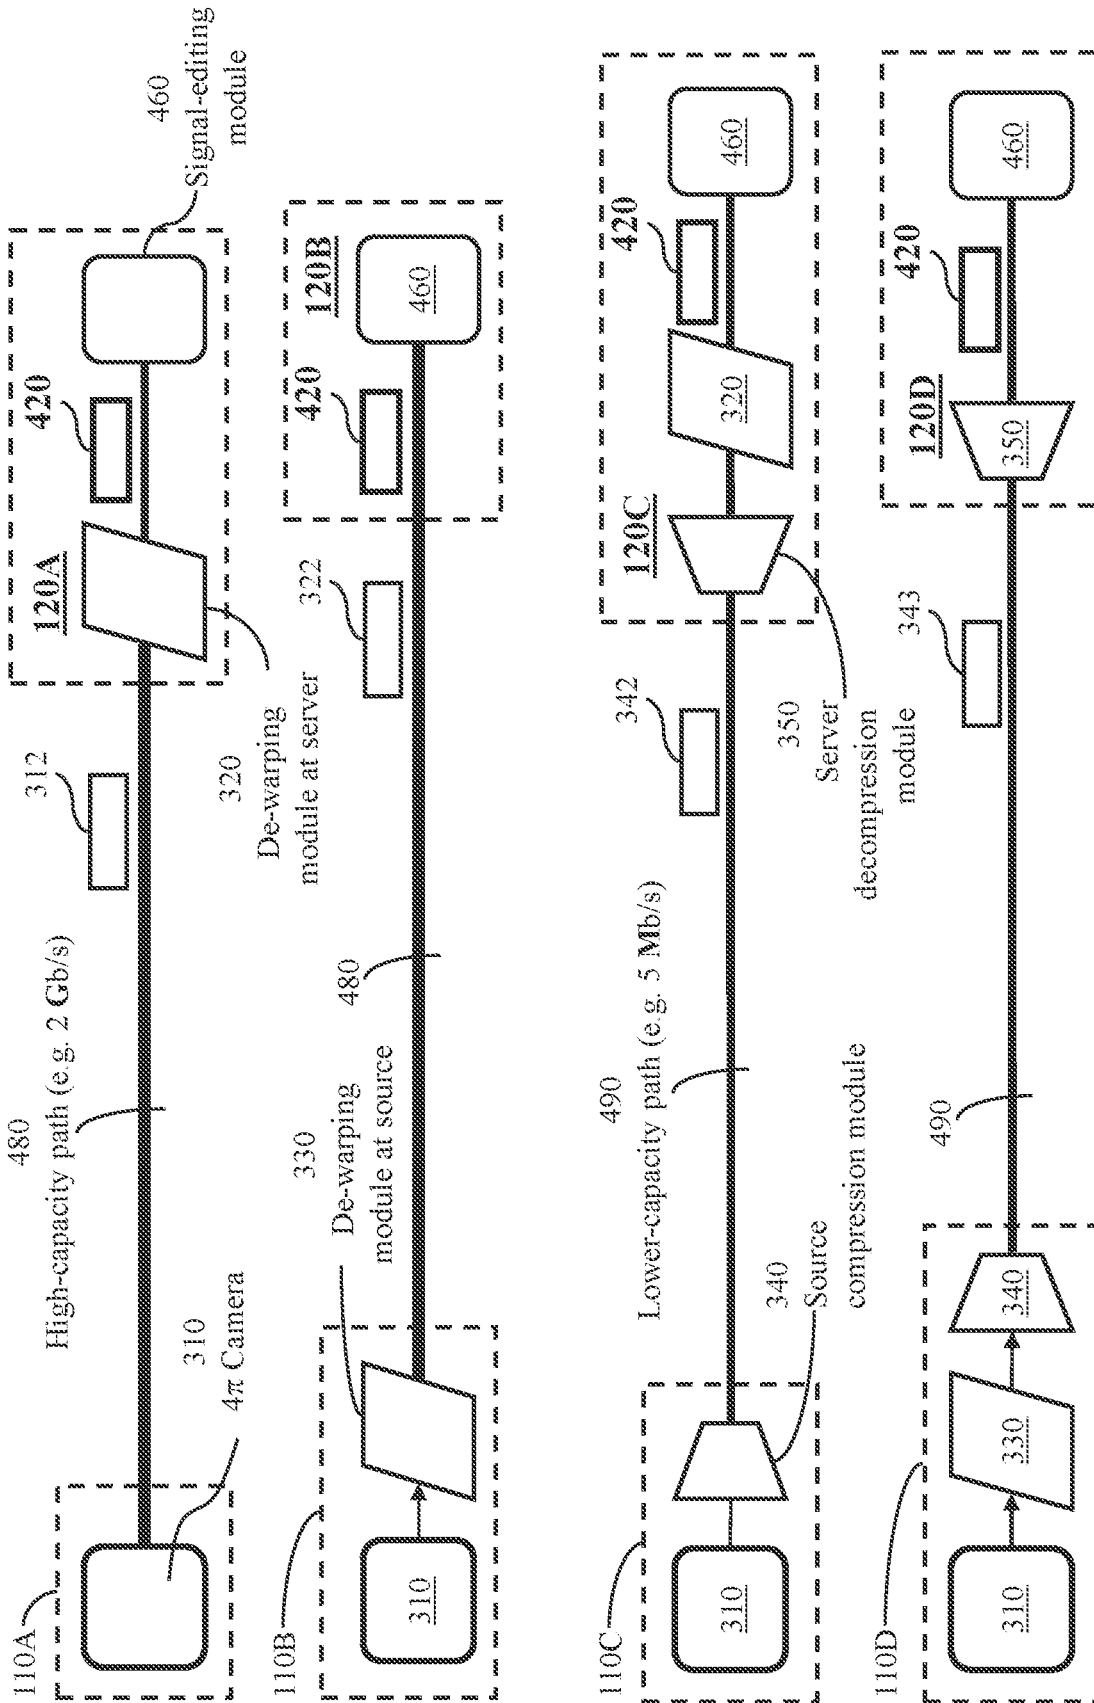 110A
310
4π Camera
480
High-capacity path (e.g. 2 Gb/s)
312
120A
320
De-warping
module at server
420
460
Signal-editing
module
110B
310
330
De-warping
module at source
480
322
420
120B
460
110C
310
340
Source
compression module
490
Lower-capacity path (e.g. 5 Mb/s)
342
350
Server
decompression
module
120C
320
420
460
110D
310
330
340
490
343
120D
350
420
460